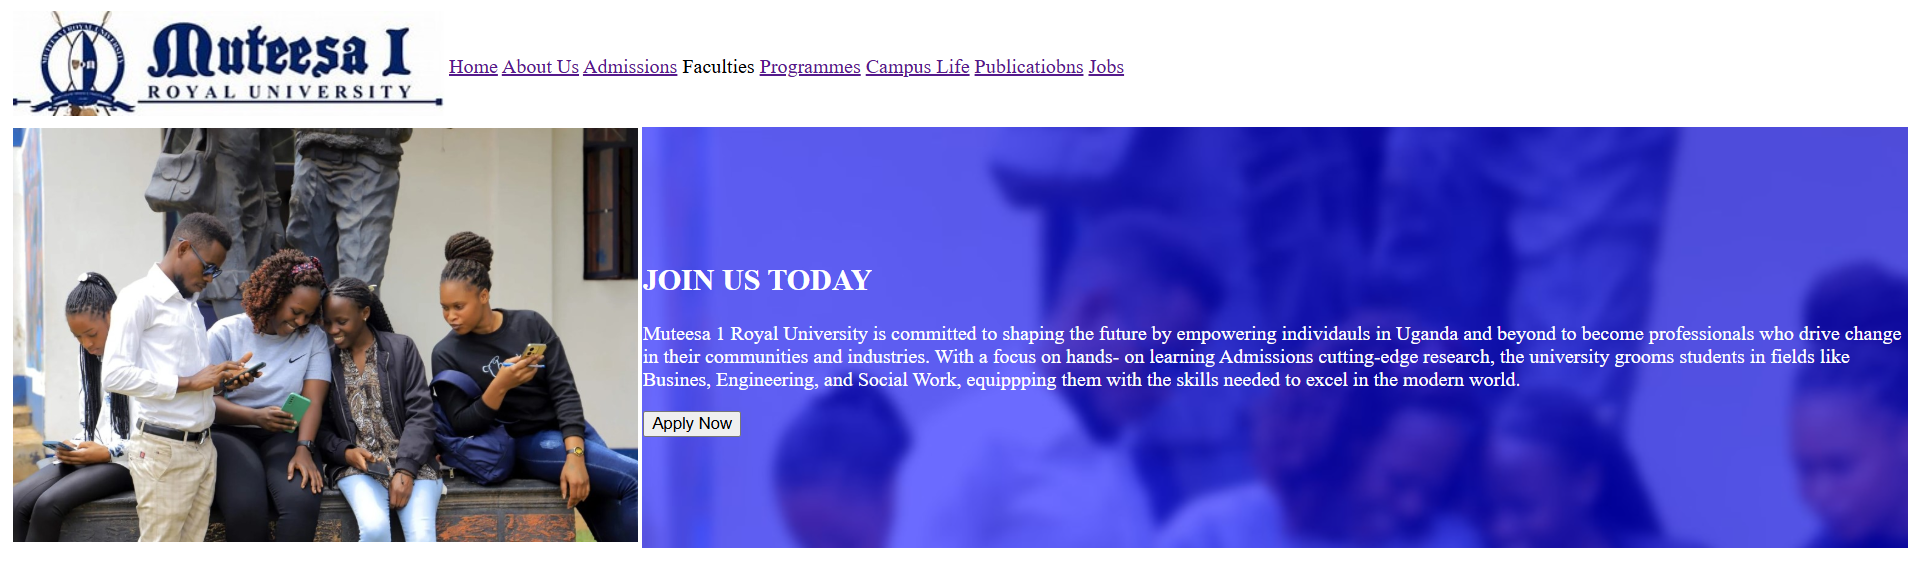 Muteesa I
ROYAL UNIVERSITY
Home About Us Admissions Faculties Programmes Campus Life Publicatiobns Jobs
JOIN US TODAY
Muteesa 1 Royal University is committed to shaping the future by empowering individauls in Uganda and beyond to become professionals who drive change
in their communities and industries. With a focus on hands- on learning Admissions cutting-edge research, the university grooms students in fields like
Busines, Engineering, and Social Work, equippping them with the skills needed to excel in the modern world.
Apply Now